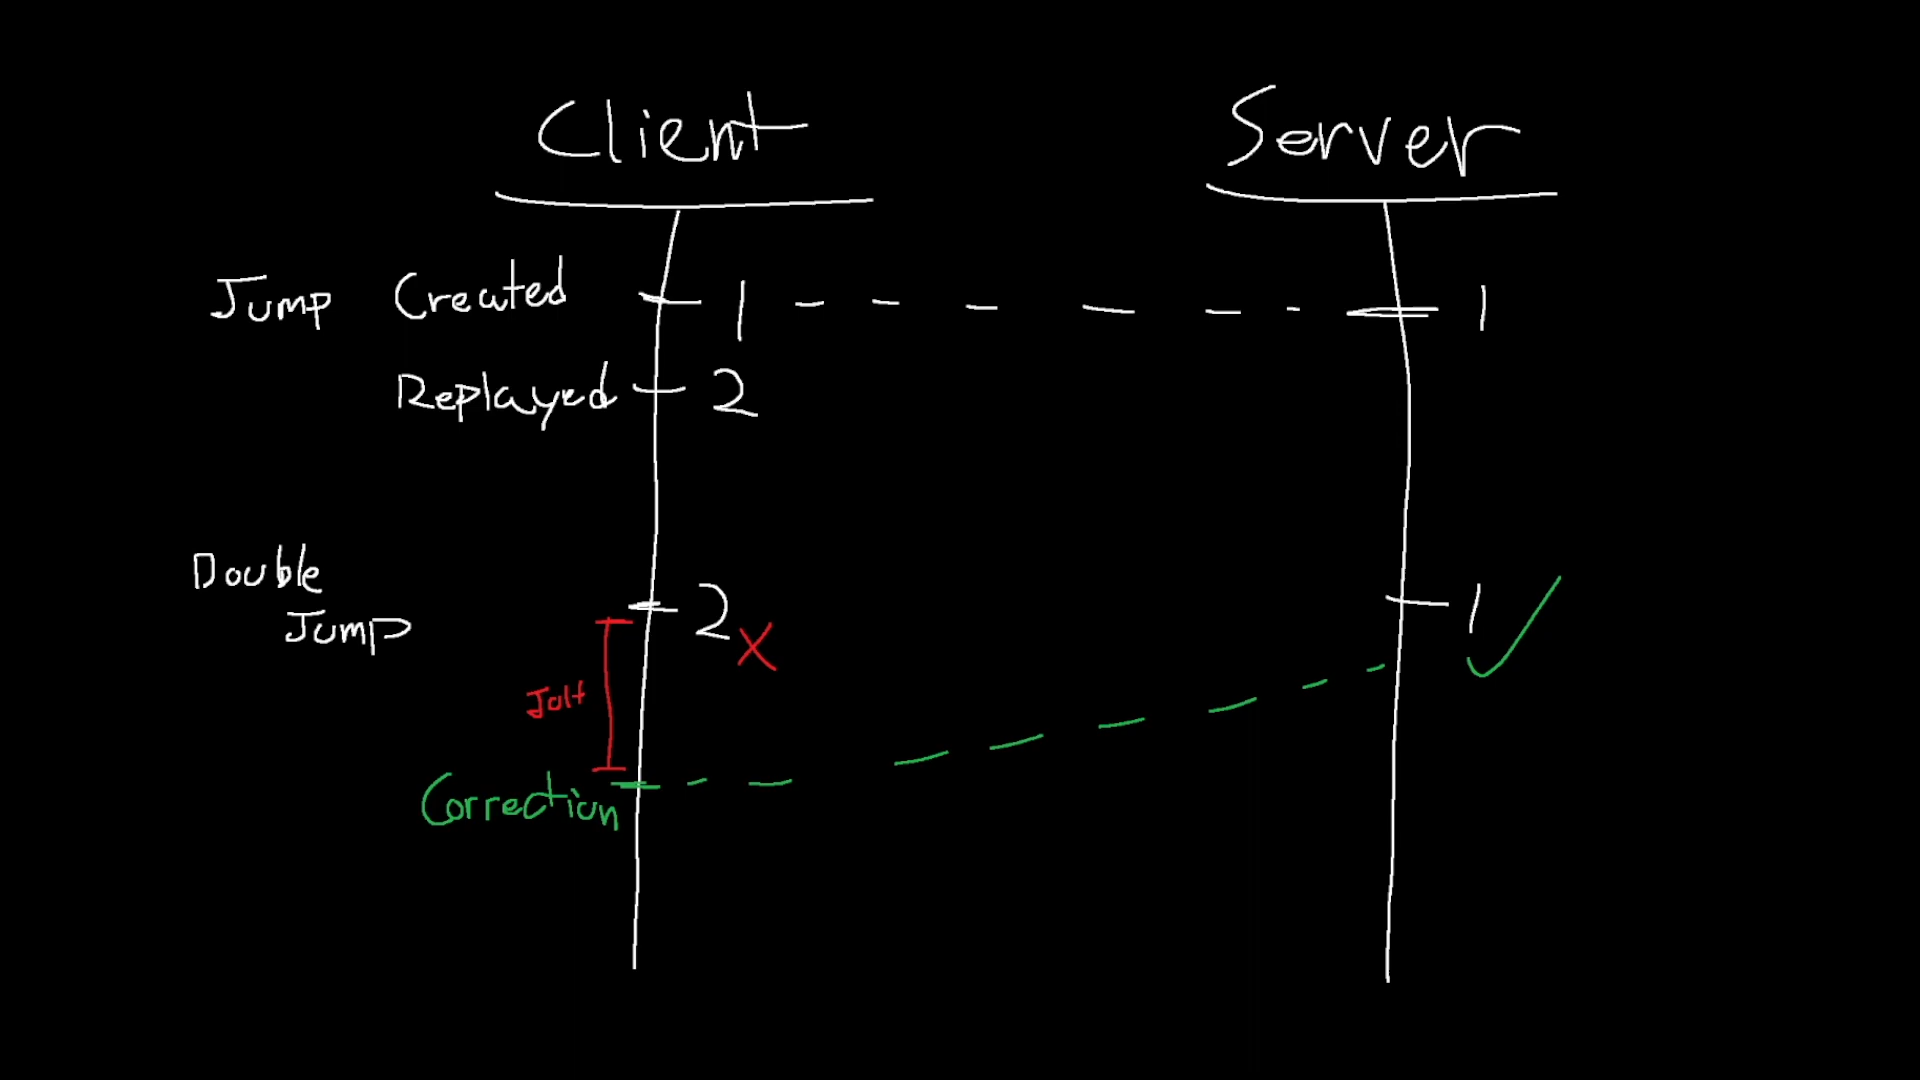 Client
Server
Jump Created 1 1
Replayed 2
Double
Jump
2 X 1
Jolt
Correction